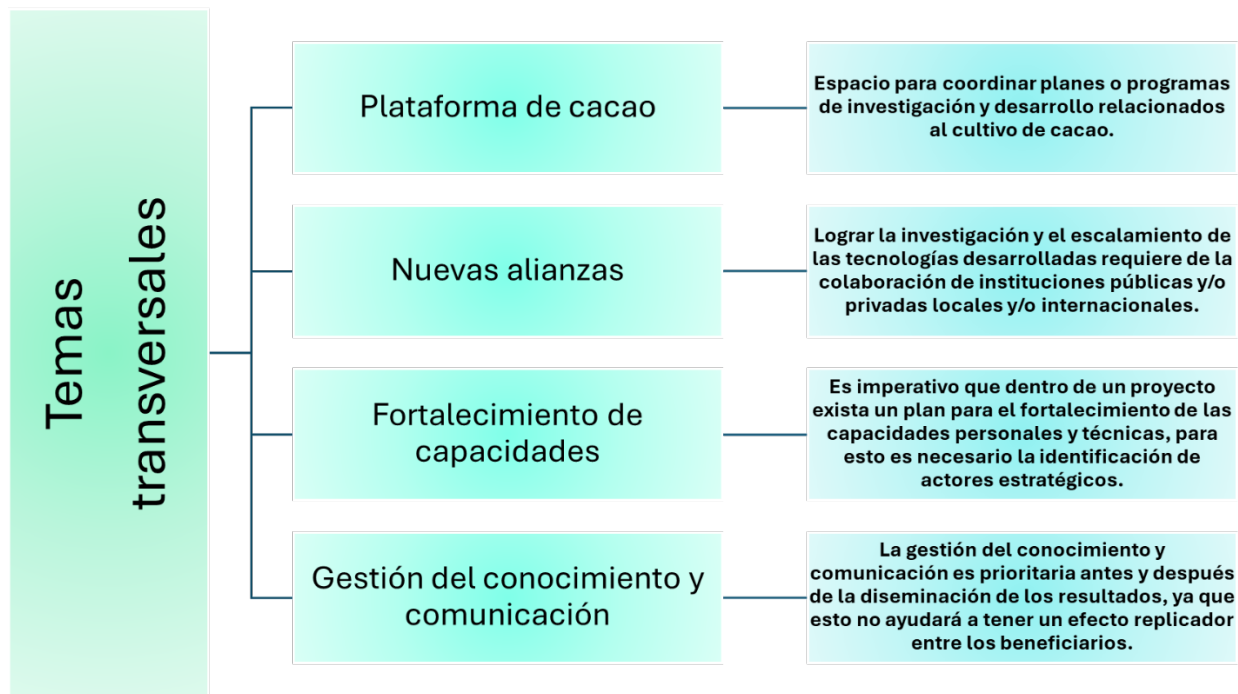 Temas
transversales
Plataforma de cacao
Espacio para coordinar planes o programas
de investigación y desarrollo relacionados
al cultivo de cacao.
Nuevas alianzas
Lograr la investigación y el escalamiento de
las tecnologías desarrolladas requiere de la
colaboración de instituciones públicas y/o
privadas locales y/o internacionales.
Fortalecimiento de
capacidades
Es imperativo que dentro de un proyecto
exista un plan para el fortalecimiento de las
capacidades personales y técnicas, para
esto es necesario la identificación de
actores estratégicos.
Gestión del conocimiento y
comunicación
La gestión del conocimiento y
comunicación es prioritaria antes y después
de la diseminación de los resultados, ya que
esto no ayudará a tener un efecto replicador
entre los beneficiarios.